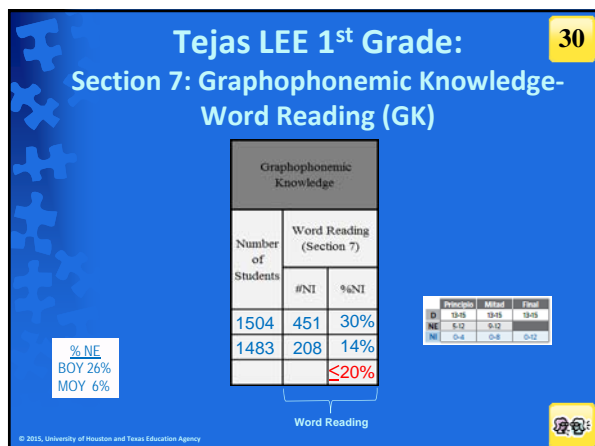 Tejas LEE 1st Grade:
30
Section 7: Graphophonemic Knowledge-
Word Reading (GK)
Graphophonemic
Knowledge
Number
of
Students
Word Reading
(Section 7)
#NI %NI
1504 451 30%
1483 208 14%
≤20%
Word Reading
% NE
BOY 26%
MOY 6%
Principio Mitad Final
D 13-15 13-15 13-15
NE 5-12 9-12
NI 0-4 0-8 0-12
© 2015, University of Houston and Texas Education Agency